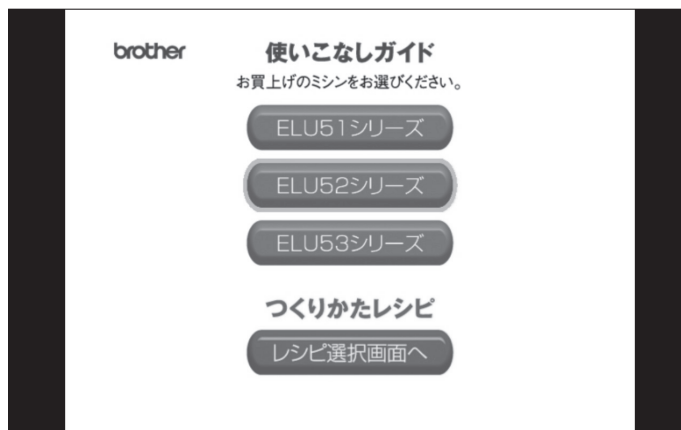 brother
使いこなしガイド
お買上げのミシンをお選びください。
ELU51シリーズ
ELU52シリーズ
ELU53シリーズ
つくりかたレシピ
レシピ選択画面へ